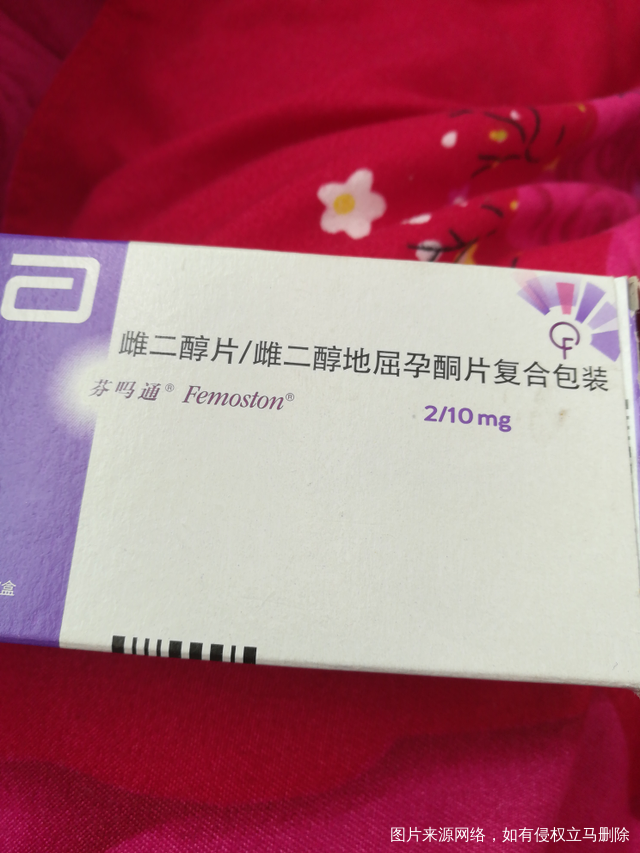 雌二醇片/雌二醇地屈孕酮片复合包装
芬吗通® Femoston®
2/10 mg
盒
图片来源网络，如有侵权立马删除